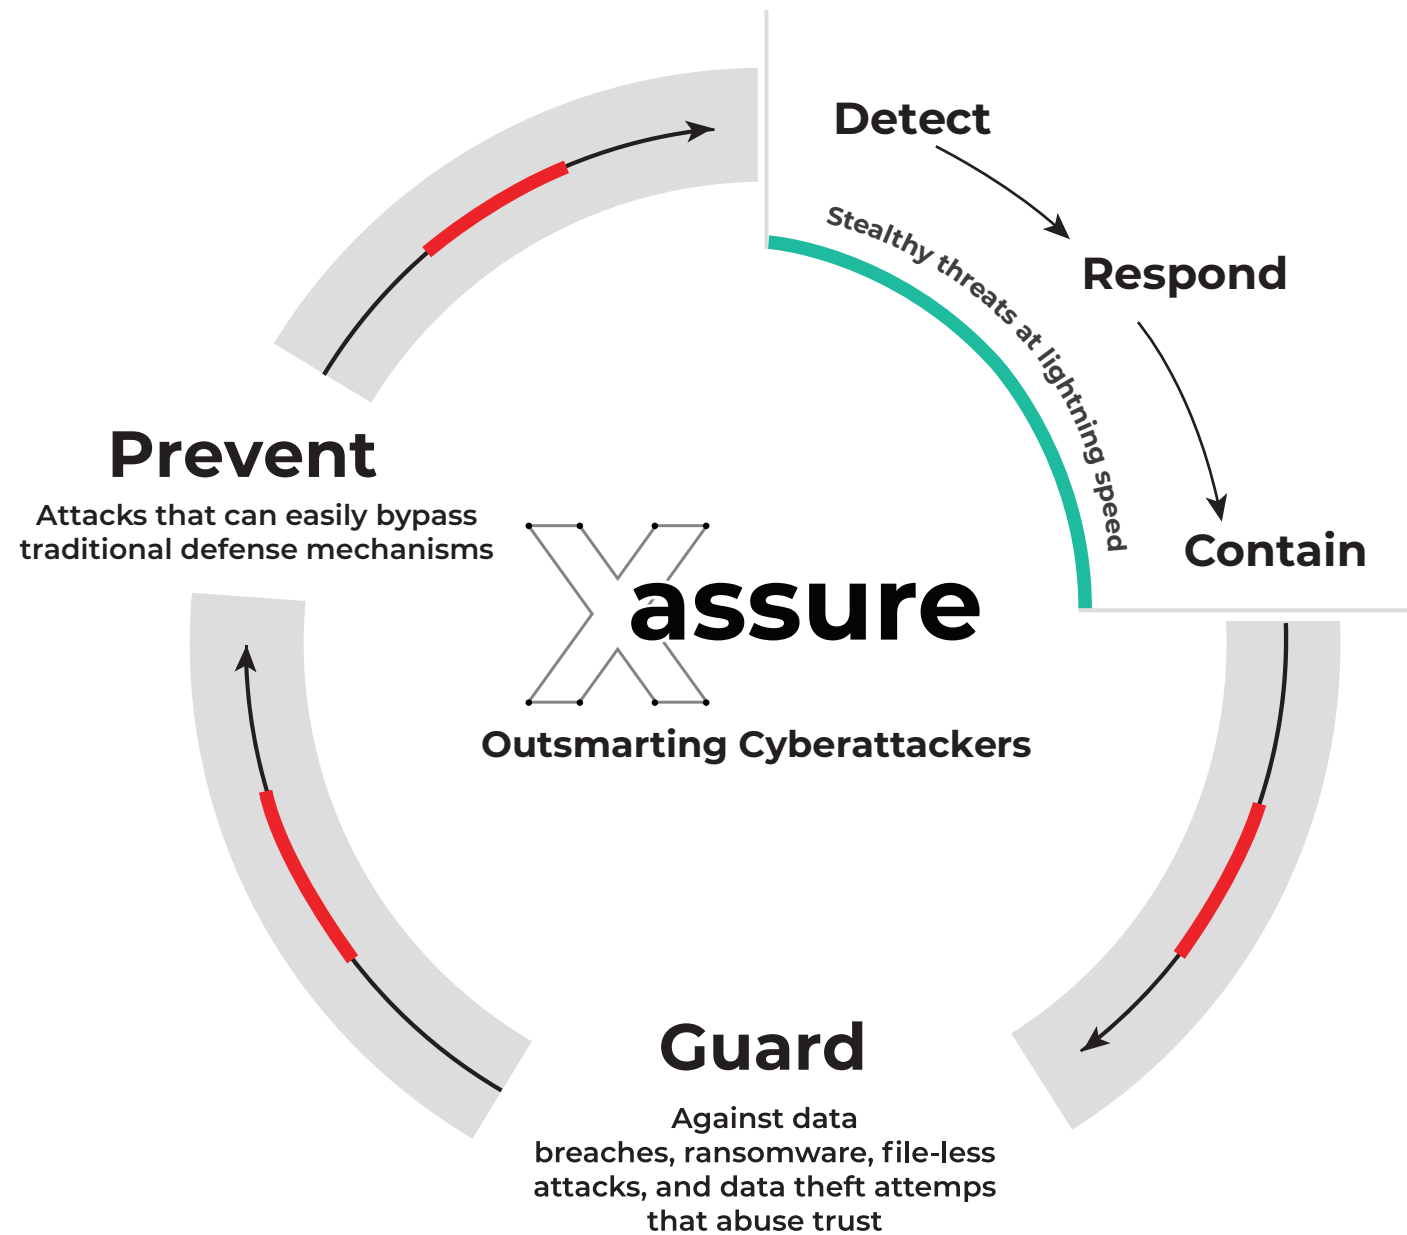 Detect
Stealthy threats at lightning speed
Respond
Contain
Prevent
Attacks that can easily bypass
traditional defense mechanisms
X assure
Outsmarting Cyberattackers
Guard
Against data
breaches, ransomware, file-less
attacks, and data theft attemps
that abuse trust